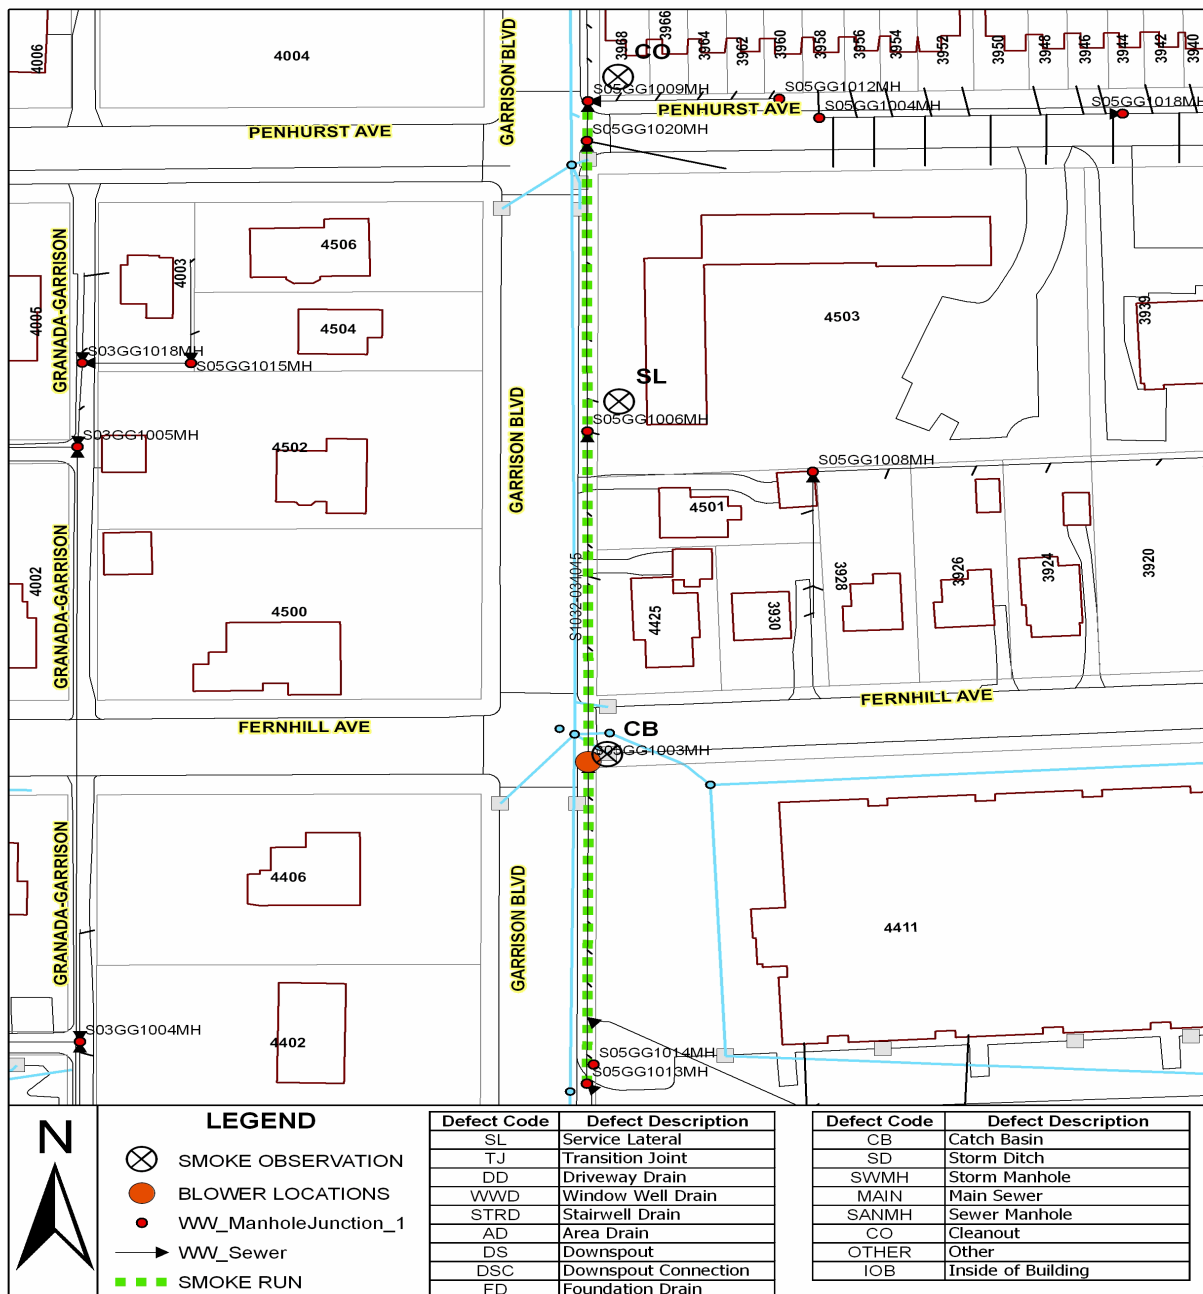 4006
4004
GARRISON BLVD
3968
3966
3964
3962
3960
3958
3956
3954
3952
3950
3948
3946
3944
3942
3940
CO
S05GG1009MH
S05GG1012MH
S05GG1004MH
S05GG1018MH
PENHURST AVE
PENHURST AVE
S05GG1020MH
GRANADA-GARRISON
4003
4506
4005
4504
4503
3939
S03GG1018MH
S05GG1015MH
SL
S05GG1006MH
S03GG1005MH
4502
GARRISON BLVD
S05GG1008MH
4501
GRANADA-GARRISON
4002
4500
S1032-034045
4425
3930
3928
3926
3924
3920
FERNHILL AVE
FERNHILL AVE
CB
S05GG1003MH
GRANADA-GARRISON
4406
GARRISON BLVD
4411
S03GG1004MH
4402
S05GG1014MH
S05GG1013MH
N
LEGEND
SMOKE OBSERVATION
BLOWER LOCATIONS
WW_ManholeJunction_1
WW_Sewer
SMOKE RUN
Defect Code Defect Description
SL Service Lateral
TJ Transition Joint
DD Driveway Drain
WWD Window Well Drain
STRD Stairwell Drain
AD Area Drain
DS Downspout
DSC Downspout Connection
FD Foundation Drain
Defect Code Defect Description
CB Catch Basin
SD Storm Ditch
SWMH Storm Manhole
MAIN Main Sewer
SANMH Sewer Manhole
CO Cleanout
OTHER Other
IOB Inside of Building